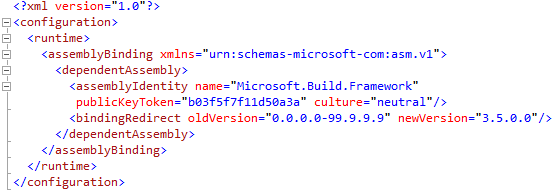 <?xml version="1.0"?>
<configuration>
<runtime>
<assemblyBinding xmlns="urn:schemas-microsoft-com:asm.v1">
<dependentAssembly>
<assemblyIdentity name="Microsoft.Build.Framework"
publicKeyToken="b03f5f7f11d50a3a" culture="neutral"/>
<bindingRedirect oldVersion="0.0.0.0-99.9.9.9" newVersion="3.5.0.0"/>
</dependentAssembly>
</assemblyBinding>
</runtime>
</configuration>